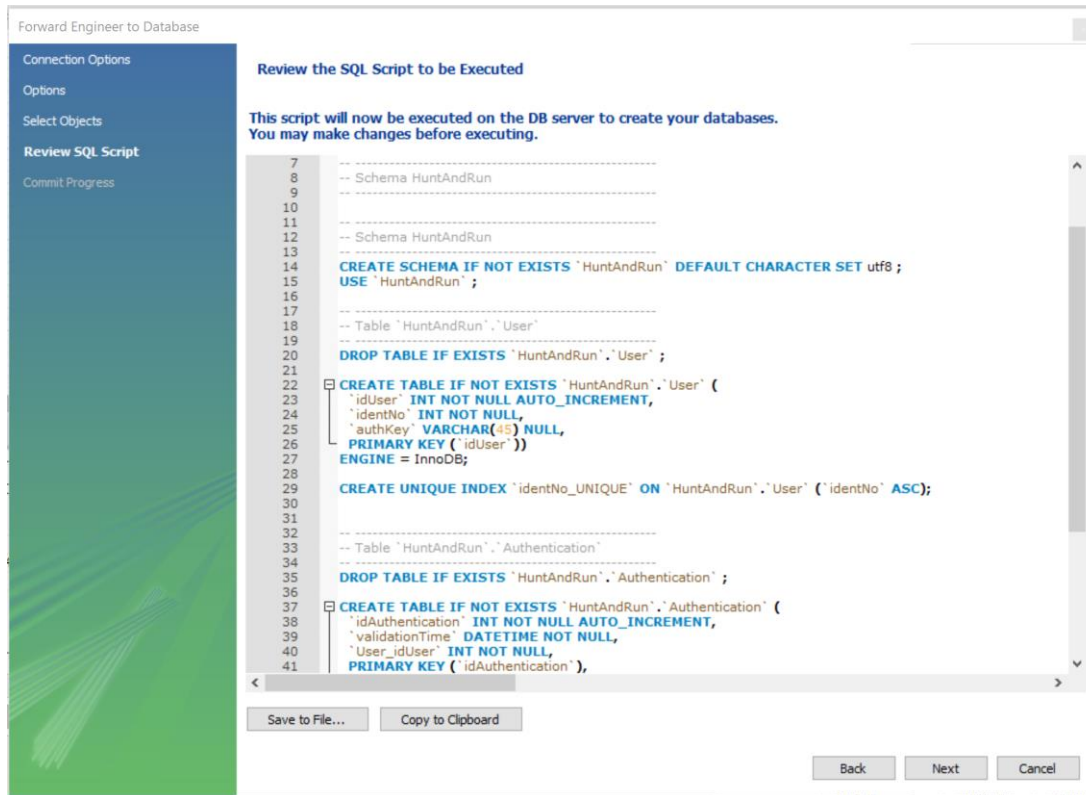 Forward Engineer to Database
Connection Options
Options
Select Objects
Review SQL Script
Commit Progress
Review the SQL Script to be Executed
This script will now be executed on the DB server to create your databases.
You may make changes before executing.
7 -- -----------------------------------------------------
8 -- Schema HuntAndRun
9 -- -----------------------------------------------------
10
11 -- -----------------------------------------------------
12 -- Schema HuntAndRun
13 -- -----------------------------------------------------
14 CREATE SCHEMA IF NOT EXISTS `HuntAndRun` DEFAULT CHARACTER SET utf8 ;
15 USE `HuntAndRun` ;
16
17 -- -----------------------------------------------------
18 -- Table `HuntAndRun`.`User`
19 -- -----------------------------------------------------
20 DROP TABLE IF EXISTS `HuntAndRun`.`User` ;
21
22 CREATE TABLE IF NOT EXISTS `HuntAndRun`.`User` (
23 `idUser` INT NOT NULL AUTO_INCREMENT,
24 `identNo` INT NOT NULL,
25 `authKey` VARCHAR(45) NULL,
26 PRIMARY KEY (`idUser`))
27 ENGINE = InnoDB;
28
29 CREATE UNIQUE INDEX `identNo_UNIQUE` ON `HuntAndRun`.`User` (`identNo` ASC);
30
31
32 -- -----------------------------------------------------
33 -- Table `HuntAndRun`.`Authentication`
34 -- -----------------------------------------------------
35 DROP TABLE IF EXISTS `HuntAndRun`.`Authentication` ;
36
37 CREATE TABLE IF NOT EXISTS `HuntAndRun`.`Authentication` (
38 `idAuthentication` INT NOT NULL AUTO_INCREMENT,
39 `validationTime` DATETIME NOT NULL,
40 `User_idUser` INT NOT NULL,
41 PRIMARY KEY (`idAuthentication`),
Save to File...
Copy to Clipboard
Back
Next
Cancel